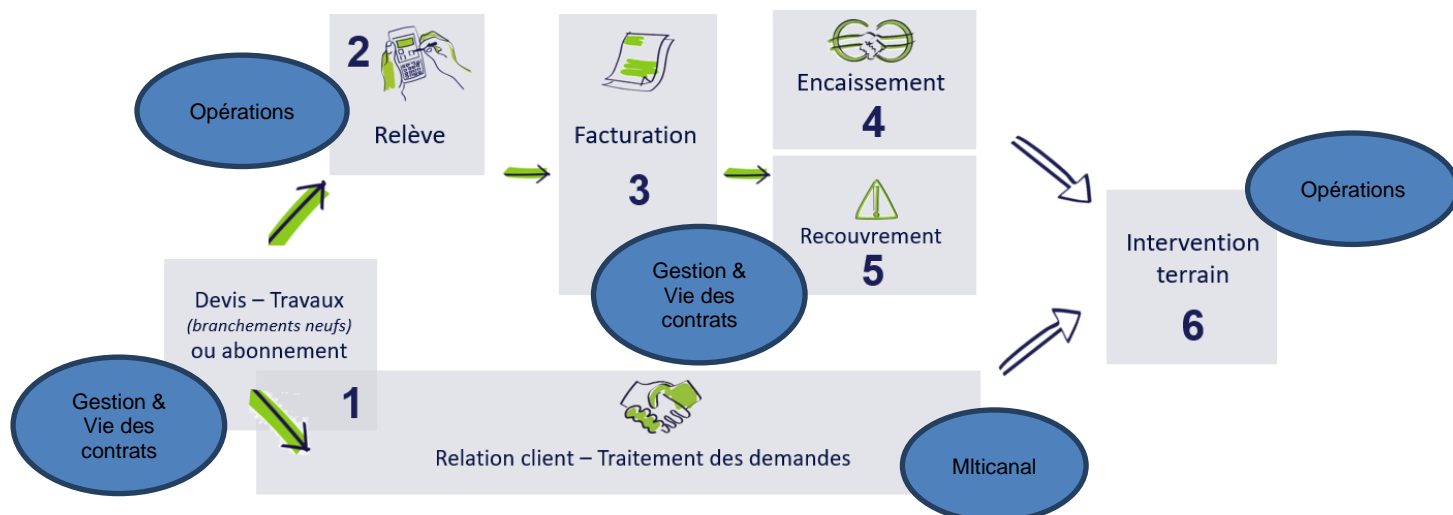 2
Relève
Opérations
Facturation
3
Encaissement
4
Recouvrement
5
Gestion &
Vie des
contrats
Opérations
Intervention
terrain
6
Devis – Travaux
(branchements neufs)
ou abonnement
1
Gestion &
Vie des
contrats
Relation client – Traitement des demandes
Mlticanal